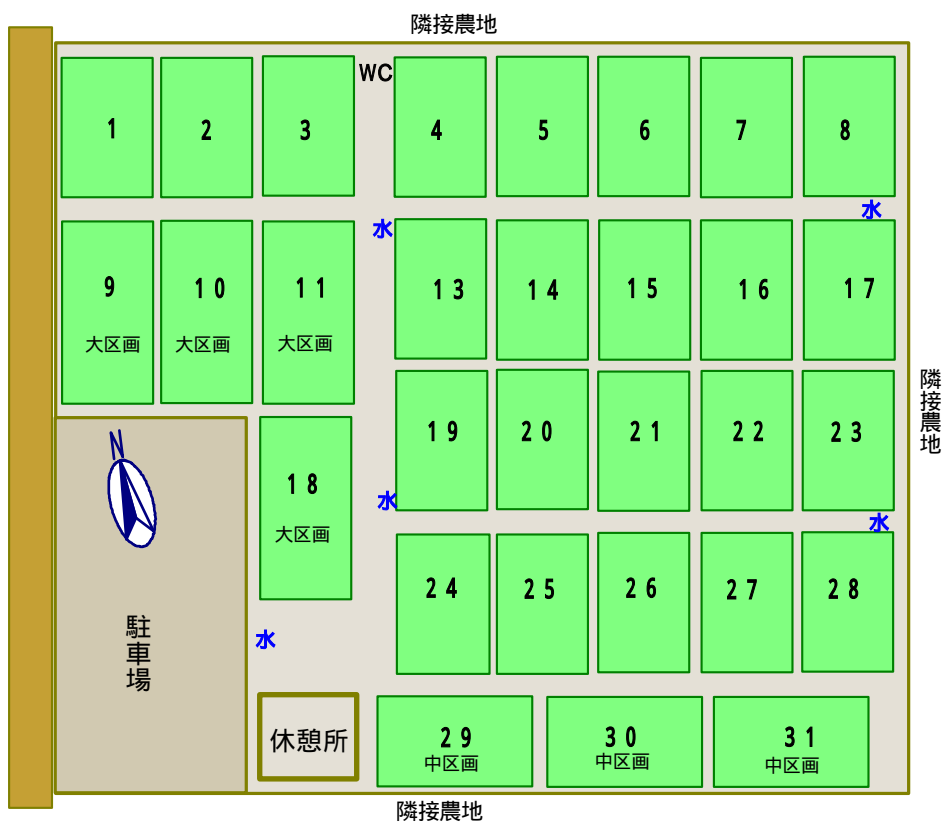 隣接農地
WC
1
2
3
4
5
6
7
8
水
水
9
大区画
10
大区画
11
大区画
13
14
15
16
17
隣接農地
N
18
大区画
19
20
21
22
23
水
水
24
25
26
27
28
駐車場
水
休憩所
29
中区画
30
中区画
31
中区画
隣接農地